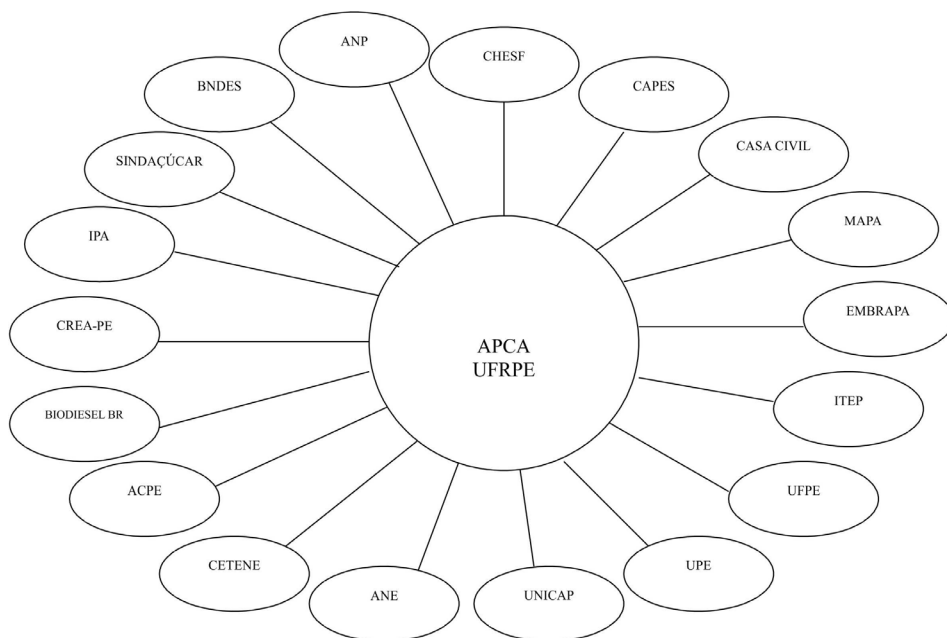 ANP
CHESF
BNDES
CAPES
CASA CIVIL
SINDAÇÚCAR
MAPA
IPA
EMBRAPA
CREA-PE
APCA
UFRPE
ITEP
BIODIESEL BR
ACPE
UFPE
CETENE
UPE
ANE
UNICAP